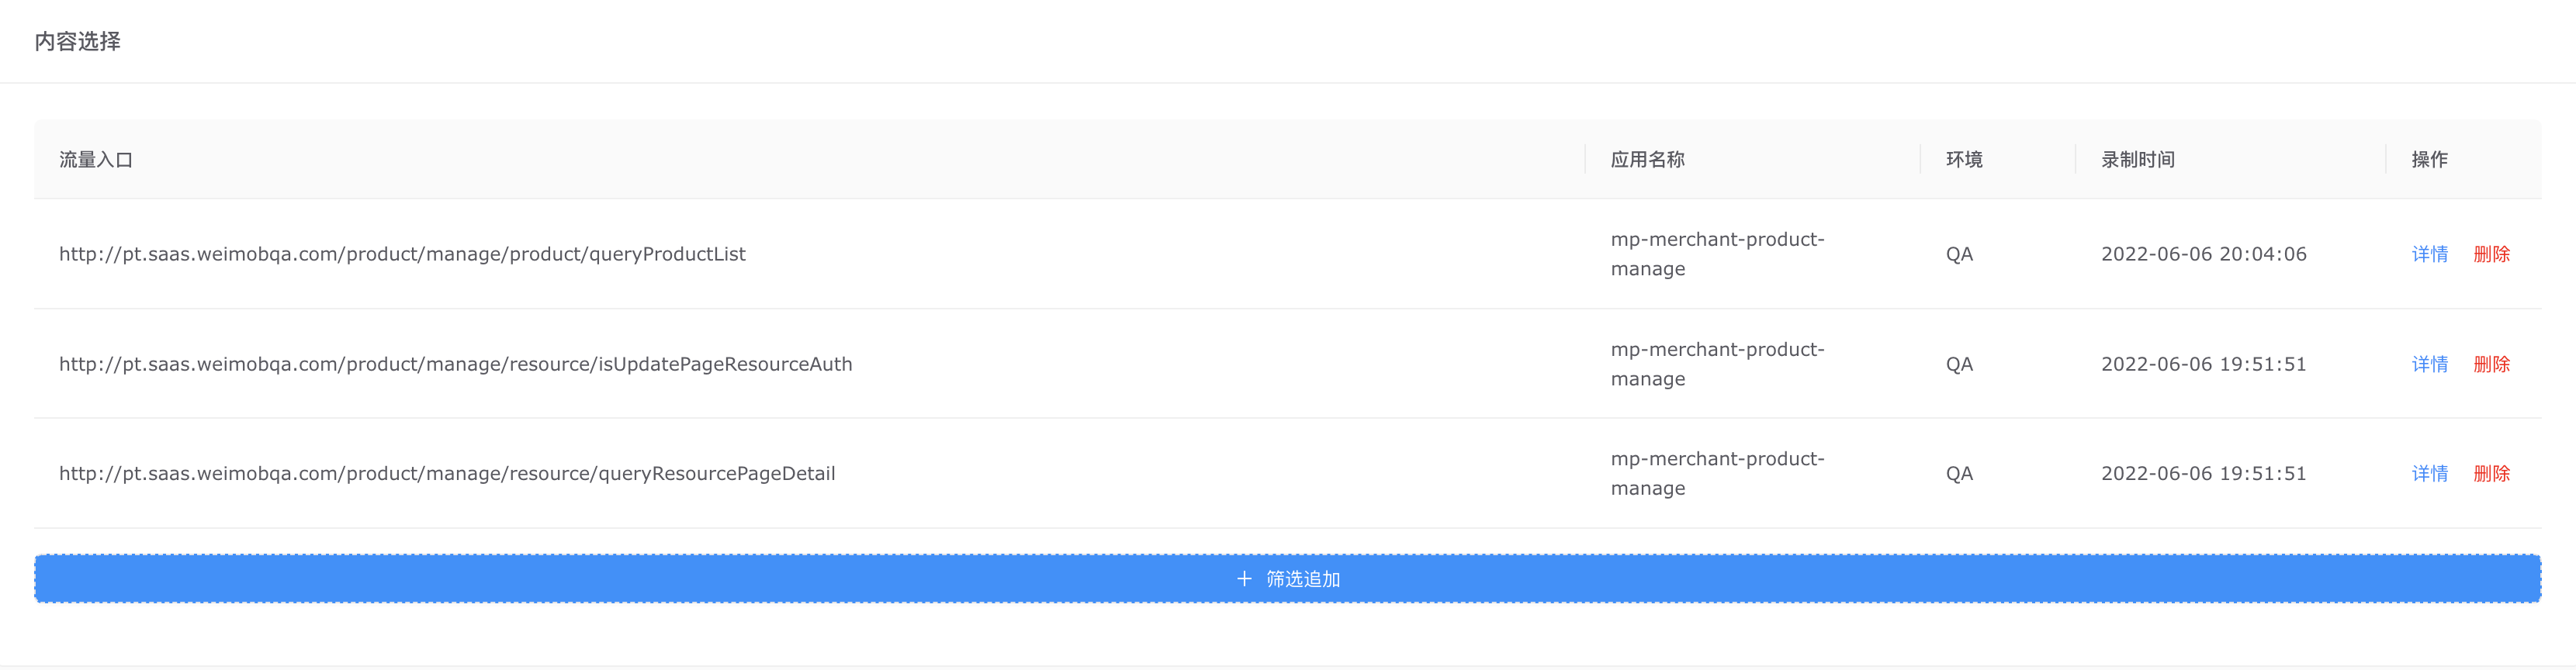 内容选择
流量入口 应用名称 环境 录制时间 操作
http://pt.saas.weimobqa.com/product/manage/product/queryProductList mp-merchant-product-manage QA 2022-06-06 20:04:06 详情 删除
http://pt.saas.weimobqa.com/product/manage/resource/isUpdatePageResourceAuth mp-merchant-product-manage QA 2022-06-06 19:51:51 详情 删除
http://pt.saas.weimobqa.com/product/manage/resource/queryResourcePageDetail mp-merchant-product-manage QA 2022-06-06 19:51:51 详情 删除
+ 筛选追加